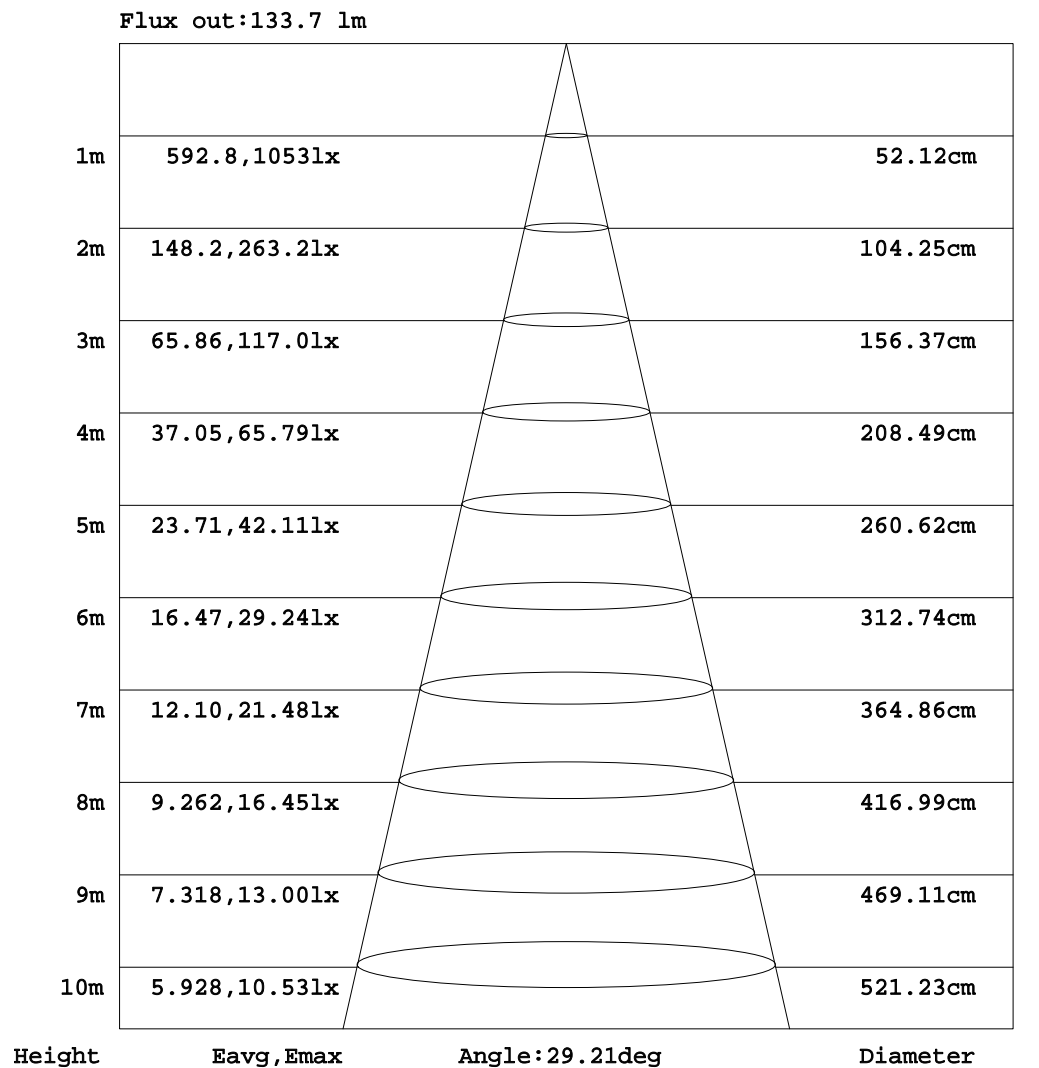 Flux out:133.7 lm
1m 592.8,1053lx 52.12cm
2m 148.2,263.2lx 104.25cm
3m 65.86,117.0lx 156.37cm
4m 37.05,65.79lx 208.49cm
5m 23.71,42.11lx 260.62cm
6m 16.47,29.24lx 312.74cm
7m 12.10,21.48lx 364.86cm
8m 9.262,16.45lx 416.99cm
9m 7.318,13.00lx 469.11cm
10m 5.928,10.53lx 521.23cm
Height Eavg,Emax Angle:29.21deg Diameter